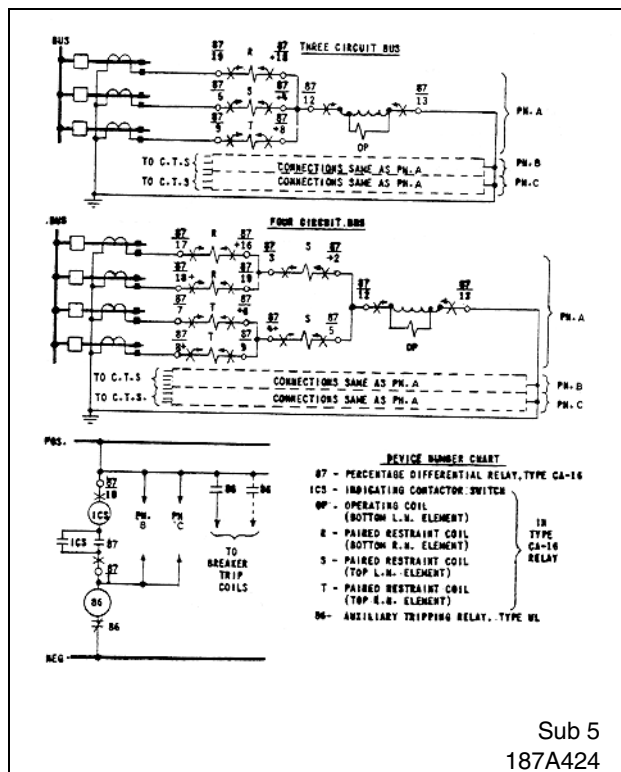 BUS
THREE CIRCUIT BUS
87 R 87
19 +18
87 S 87
6 +4
87 T 87
9 +8
87
12
87
13
OP
PH.A
TO C.T.S
CONNECTIONS SAME AS PH.A
PH.B
TO C.T.S
CONNECTIONS SAME AS PH.A
PH.C
BUS
FOUR CIRCUIT BUS
87 R 87
17 +16
87 R 87
18+ 19
87 T 87
7
87 T 87
8+ 9
87 S 87
3 +2
87 S 87
5
87
12
87
13
OP
PH.A
TO C.T.S
CONNECTIONS SAME AS PH.A
PH.B
TO C.T.S.
CONNECTIONS SAME AS PH.A
PH.C
POS.
87
10
ICS
ICS
87
87
1
86
86
NEG
PH. B
PH C
86
86
TO
BREAKER
TRIP
COILS
DEVICE NUMBER CHART
87 - PERCENTAGE DIFFERENTIAL RELAY, TYPE CA-16
ICS - INDICATING CONTACTOR SWITCH
OP - OPERATING COIL
(BOTTOM L.H. ELEMENT)
R - PAIRED RESTRAINT COIL
(BOTTOM R.H. ELEMENT)
S - PAIRED RESTRAINT COIL
(TOP L.H. ELEMENT)
T - PAIRED RESTRAINT COIL
(TOP R.H. ELEMENT)
IN
TYPE
CA-16
RELAY
86- AUXILIARY TRIPPING RELAY, TYPE WL
Sub 5
187A424